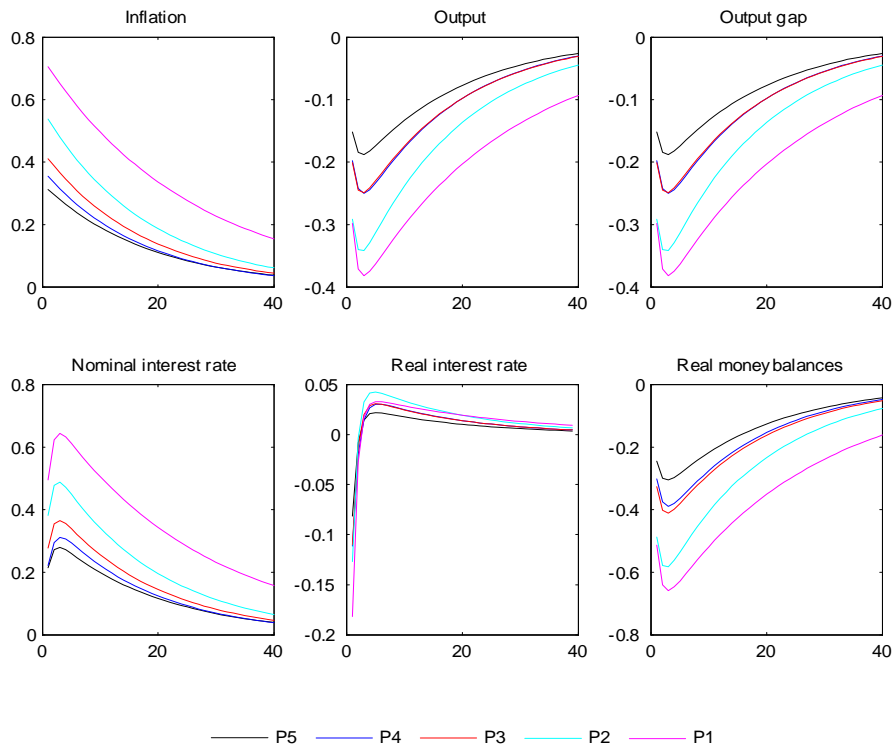 Inflation Output Output gap
0.8 0 0
0.6 -0.1 -0.1
0.4 -0.2 -0.2
0.2 -0.3 -0.3
0 -0.4 -0.4
0 20 40 0 20 40 0 20 40
Nominal interest rate Real interest rate Real money balances
0.8 0.05 0
0.6 0 -0.2
0.4 -0.05 -0.4
0.2 -0.1 -0.6
0 -0.15 -0.8
-0.2
0 20 40 0 20 40 0 20 40
P5 P4 P3 P2 P1